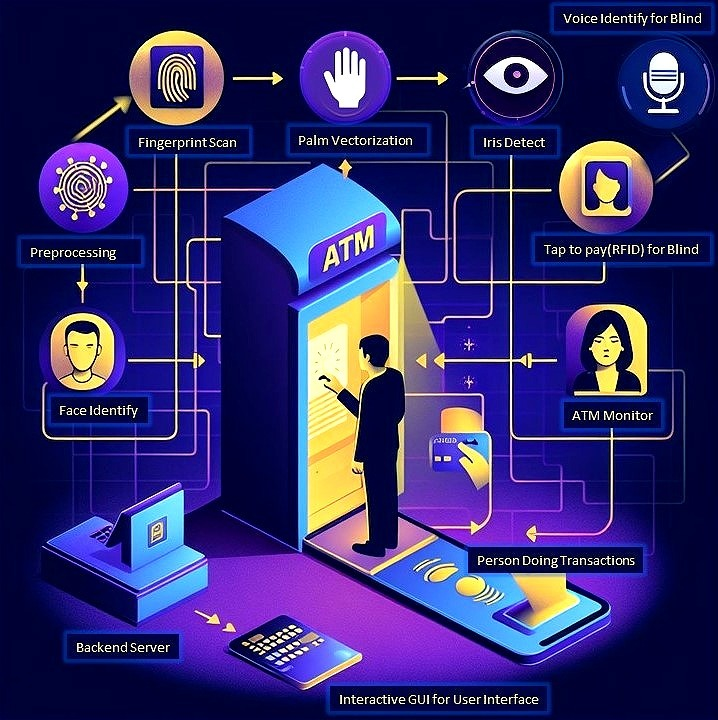 Voice Identify for Blind
Fingerprint Scan
Palm Vectorization
Iris Detect
Preprocessing
Tap to pay(RFID) for Blind
ATM
Face Identify
ATM Monitor
Person Doing Transactions
Backend Server
Interactive GUI for User Interface